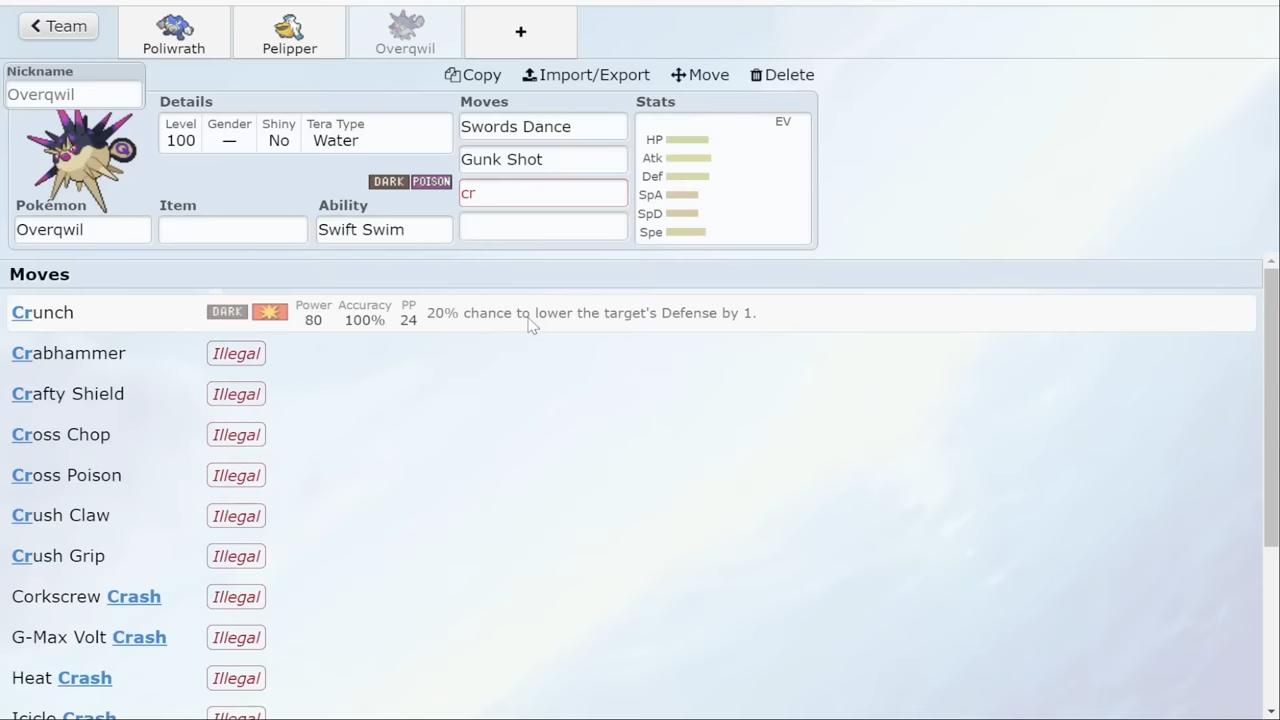 Team
Poliwrath
Pelipper
Overqwil
+
Nickname
Overqwil
Copy
Import/Export
Move
Delete
Details
Moves
Stats
Level
Gender
Shiny
Tera Type
100
—
No
Water
DARK
POISON
Pokémon
Overqwil
Item
Ability
Swift Swim
Swords Dance
Gunk Shot
cr
EV
HP
Atk
Def
SpA
SpD
Spe
Moves
Crunch DARK Power 80 Accuracy 100% PP 24 20% chance to lower the target's Defense by 1.
Crabhammer Illegal
Crafty Shield Illegal
Cross Chop Illegal
Cross Poison Illegal
Crush Claw Illegal
Crush Grip Illegal
Corkscrew Crash Illegal
G-Max Volt Crash Illegal
Heat Crash Illegal
Icicle Crash Illegal